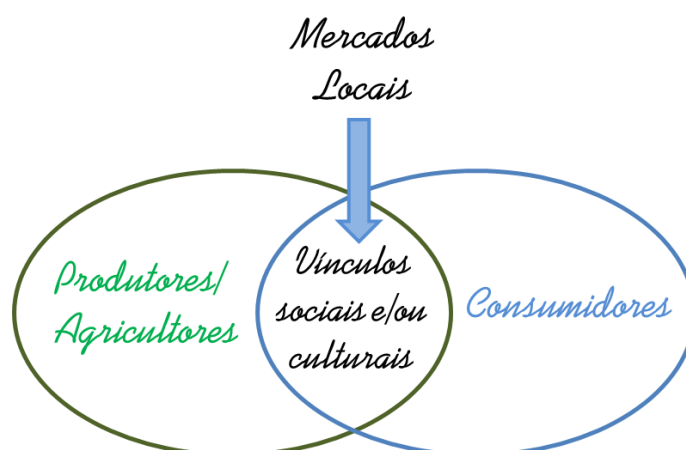 Mercados
Locais
Produtores/
Agricultores
Vínculos
sociais e/ou
culturais
Consumidores